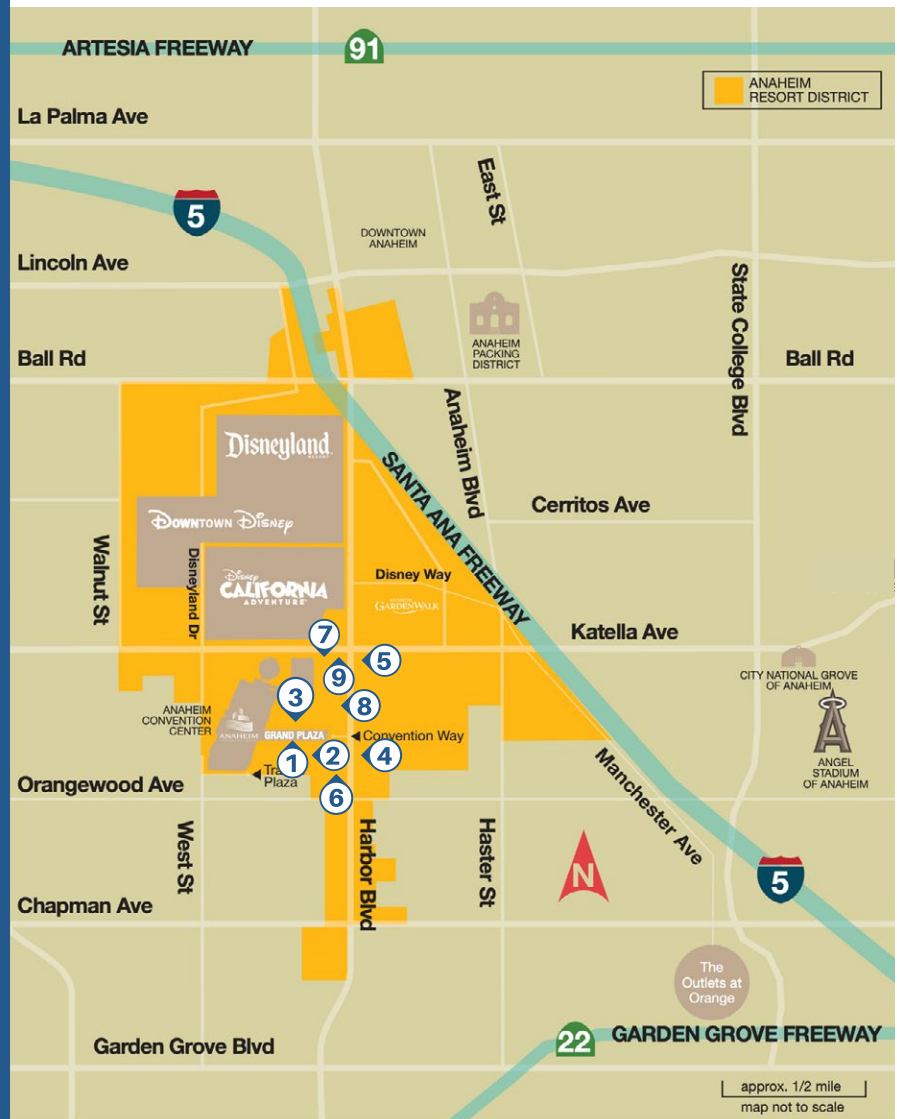 ARTESIA FREEWAY
91
ANAHEIM
RESORT DISTRICT
La Palma Ave
East St
5
DOWNTOWN
ANAHEIM
Lincoln Ave
State College Blvd
ANAHEIM
PACKING
DISTRICT
Ball Rd
Ball Rd
Anaheim Blvd
Disneyland
RESORT
SANTA ANA FREEWAY
Cerritos Ave
DOWNTOWN DISNEY
Walnut St
Disneyland Dr
Disney
CALIFORNIA
ADVENTURE
Disney Way
GARDENWALK
Katella Ave
7
5
9
CITY NATIONAL GROVE
OF ANAHEIM
3
8
ANAHEIM
CONVENTION
CENTER
ANAHEIM
GRAND PLAZA
Convention Way
A
1
2
4
ANGEL
STADIUM
OF ANAHEIM
Plaza
Orangewood Ave
6
Manchester Ave
West St
Harbor Blvd
Haster St
N
5
Chapman Ave
The
Outlets at
Orange
22
GARDEN GROVE FREEWAY
Garden Grove Blvd
approx. 1/2 mile
map not to scale